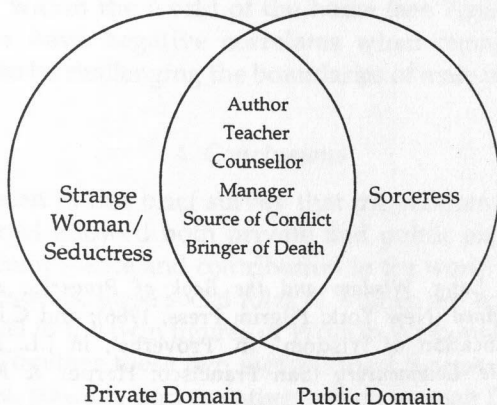 Author
Teacher
Counsellor
Manager
Source of Conflict
Bringer of Death
Strange
Woman/
Seductress
Sorceress
Private Domain
Public Domain